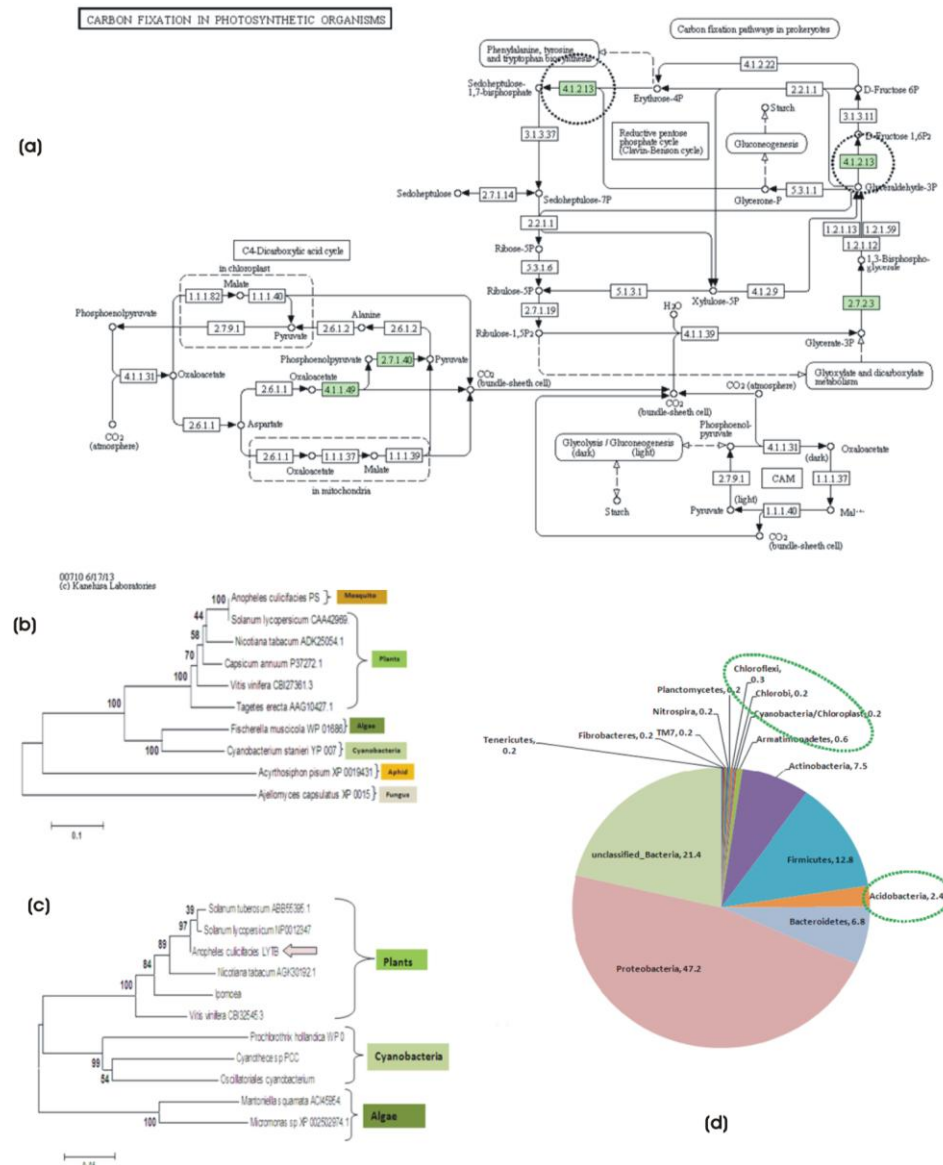 CARBON FIXATION IN PHOTOSYNTHETIC ORGANISMS
(a)
Carbon fixation pathways in prokaryotes
Phenylalanine, tyrosine
and tryptophan biosynthesis
4.1.2.22
Sedoheptulose-
1,7-bisphosphate
4.1.2.13
Erythrose-4P
2.2.1.1
D-Fructose 6P
3.1.3.37
Reductive pentose
phosphate cycle
(Clavin-Benison cycle)
Starch
Gluconeogenesis
3.1.3.11
D-Fructose 1,6P2
4.1.2.13
Glyceraldehyde-3P
Sedoheptulose
2.7.1.14
Sedoheptulose-7P
Glycerone-P
5.3.1.1
2.2.1.1
1.2.1.13
1.2.1.59
1.2.1.12
Ribose-5P
5.3.1.6
1,3-Bisphospho-
glycerate
Ribulose-5P
5.1.3.1
Xylulose-5P
4.1.2.9
2.7.2.3
2.7.1.19
H2O
Ribulose-1,5P2
4.1.1.39
Glycerate-3P
Glyoxylate and dicarboxylate
metabolism
C4-Dicarboxylic acid cycle
in chloroplast
Malate
1.1.1.82
1.1.1.40
Phosphoenolpyruvate
2.7.9.1
Pyruvate
2.6.1.2
Alanine
2.6.1.2
Phosphoenolpyruvate
2.7.1.40
Pyruvate
4.1.1.31
Oxaloacetate
2.6.1.1
Oxaloacetate
4.1.1.49
CO2
(bundle-sheath cell)
2.6.1.1
Aspartate
CO2
(atmosphere)
2.6.1.1
1.1.1.37
1.1.1.39
Oxaloacetate
Malate
in mitochondria
CO2 (atmosphere)
CO2
(bundle-sheeth cell)
Phosphoenol-
pyruvate
Glycolysis / Gluconeogenesis
(dark)
(light)
4.1.1.31
(dark)
Oxaloacetate
2.7.9.1
CAM
1.1.1.37
Starch
(light)
Pyruvate
1.1.1.40
Mal
CO2
(bundle-sheeth cell)
00710 6/17/13
(c) Kanehisa Laboratories
(b)
100
Anopheles culicifacies PS
Mosquito
44
Solanum lycopersicum CAA42969.
58
Nicotiana tabacum ADK25054.1
70
Capsicum annuum P37272.1
Plants
Vitis vinifera CBI27361.3
100
Tagetes erecta AAG10427.1
100
Fischerella muscicola WP 01686
Algae
100
Cyanobacterium stanieri YP 007
Cyanobacteria
Acyrthosiphon pisum XP 0019431
Aphid
Ajellomyces capsulatus XP 0015
Fungus
0.1
(c)
39
Solanum tuberosum ABB55395.1
97
Solanum lycopersicum NP0012347
89
Anopheles culicifacies LYTB
84
Nicotiana tabacum AGK30192.1
Plants
100
Ipomoea
Vitis vinifera CBI32545.3
Prochlorothrix hollandica WP 0
99
Cyanothece sp PCC
Cyanobacteria
54
Oscillatoriales cyanobacterium
Mantoniella squamata ACI45954.
Algae
100
Micromonas sp XP 002502974.1
Chloroflexi,
0.3
Planctomycetes, 0.2
Chlorobi, 0.2
Nitrospira, 0.2
Cyanobacteria/Chloroplast, 0.2
Fibrobacteres, 0.2
TM7, 0.2
Armatimonadetes, 0.6
Tenericutes,
0.2
Actinobacteria, 7.5
unclassified_Bacteria, 21.4
Firmicutes, 12.8
Acidobacteria, 2.4
Bacteroidetes, 6.8
Proteobacteria, 47.2
(d)